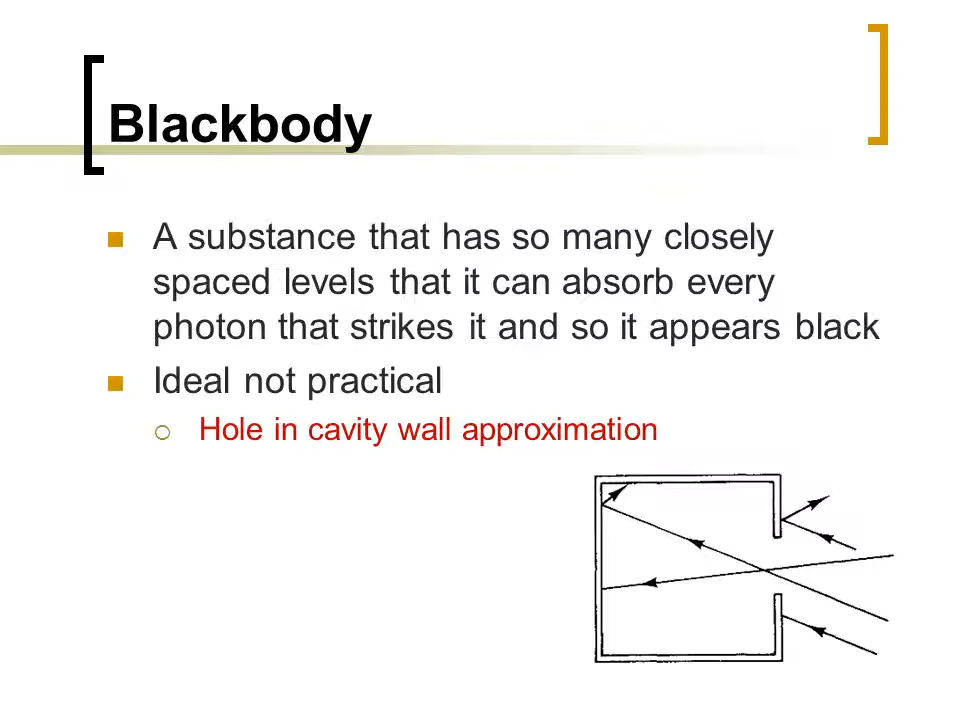 Blackbody
A substance that has so many closely
spaced levels that it can absorb every
photon that strikes it and so it appears black
Ideal not practical
Hole in cavity wall approximation